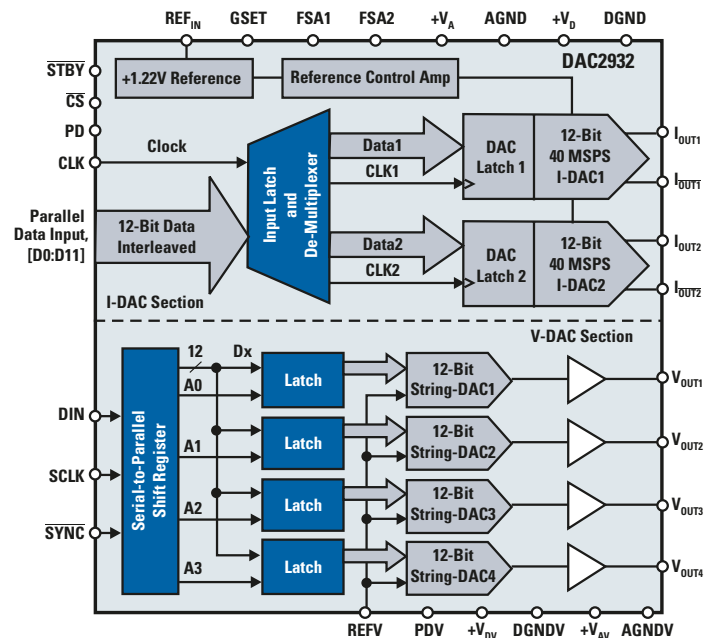 REFIN GSET FSA1 FSA2 +VA AGND +VD DGND
DAC2932
STBY
+1.22V Reference
Reference Control Amp
CS
PD
CLK
Clock
Input Latch
and
De-Multiplexer
Data1
CLK1
DAC
Latch 1
12-Bit
40 MSPS
I-DAC1
IOUT1
IOUT1
Parallel
Data Input,
[D0:D11]
12-Bit Data
Interleaved
Data2
CLK2
DAC
Latch 2
12-Bit
40 MSPS
I-DAC2
IOUT2
IOUT2
I-DAC Section
V-DAC Section
DIN
SCLK
SYNC
Serial-to-Parallel
Shift Register
12
Dx
A0
A1
A2
A3
Latch
12-Bit
String-DAC1
VOUT1
Latch
12-Bit
String-DAC2
VOUT2
Latch
12-Bit
String-DAC3
VOUT3
Latch
12-Bit
String-DAC4
VOUT4
REFV PDV +VDV DGNDV +VAV AGNDV